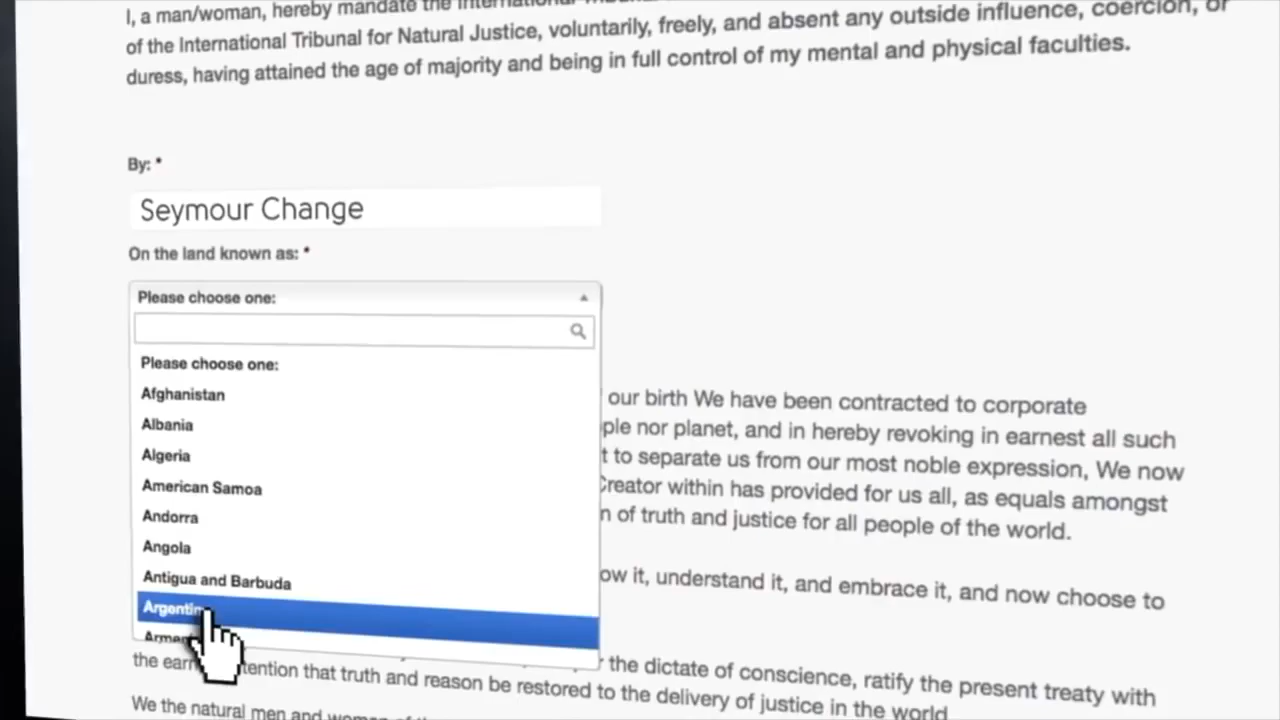 I, a man/woman, hereby mandate the
of the International Tribunal for Natural Justice, voluntarily, freely, and absent any outside influence, coercion, or
duress, having attained the age of majority and being in full control of my mental and physical faculties.
By: *
Seymour Change
On the land known as: *
Please choose one:
Please choose one:
Afghanistan
Albania
Algeria
American Samoa
Andorra
Angola
Antigua and Barbuda
Argentin
our birth We have been contracted to corporate
ple nor planet, and in hereby revoking in earnest all such
t to separate us from our most noble expression, We now
Creator within has provided for us all, as equals amongst
n of truth and justice for all people of the world.
ow it, understand it, and embrace it, and now choose to
the dictate of conscience, ratify the present treaty with
the earn tention that truth and reason be restored to the delivery of justice in the world
We the natural men and women of